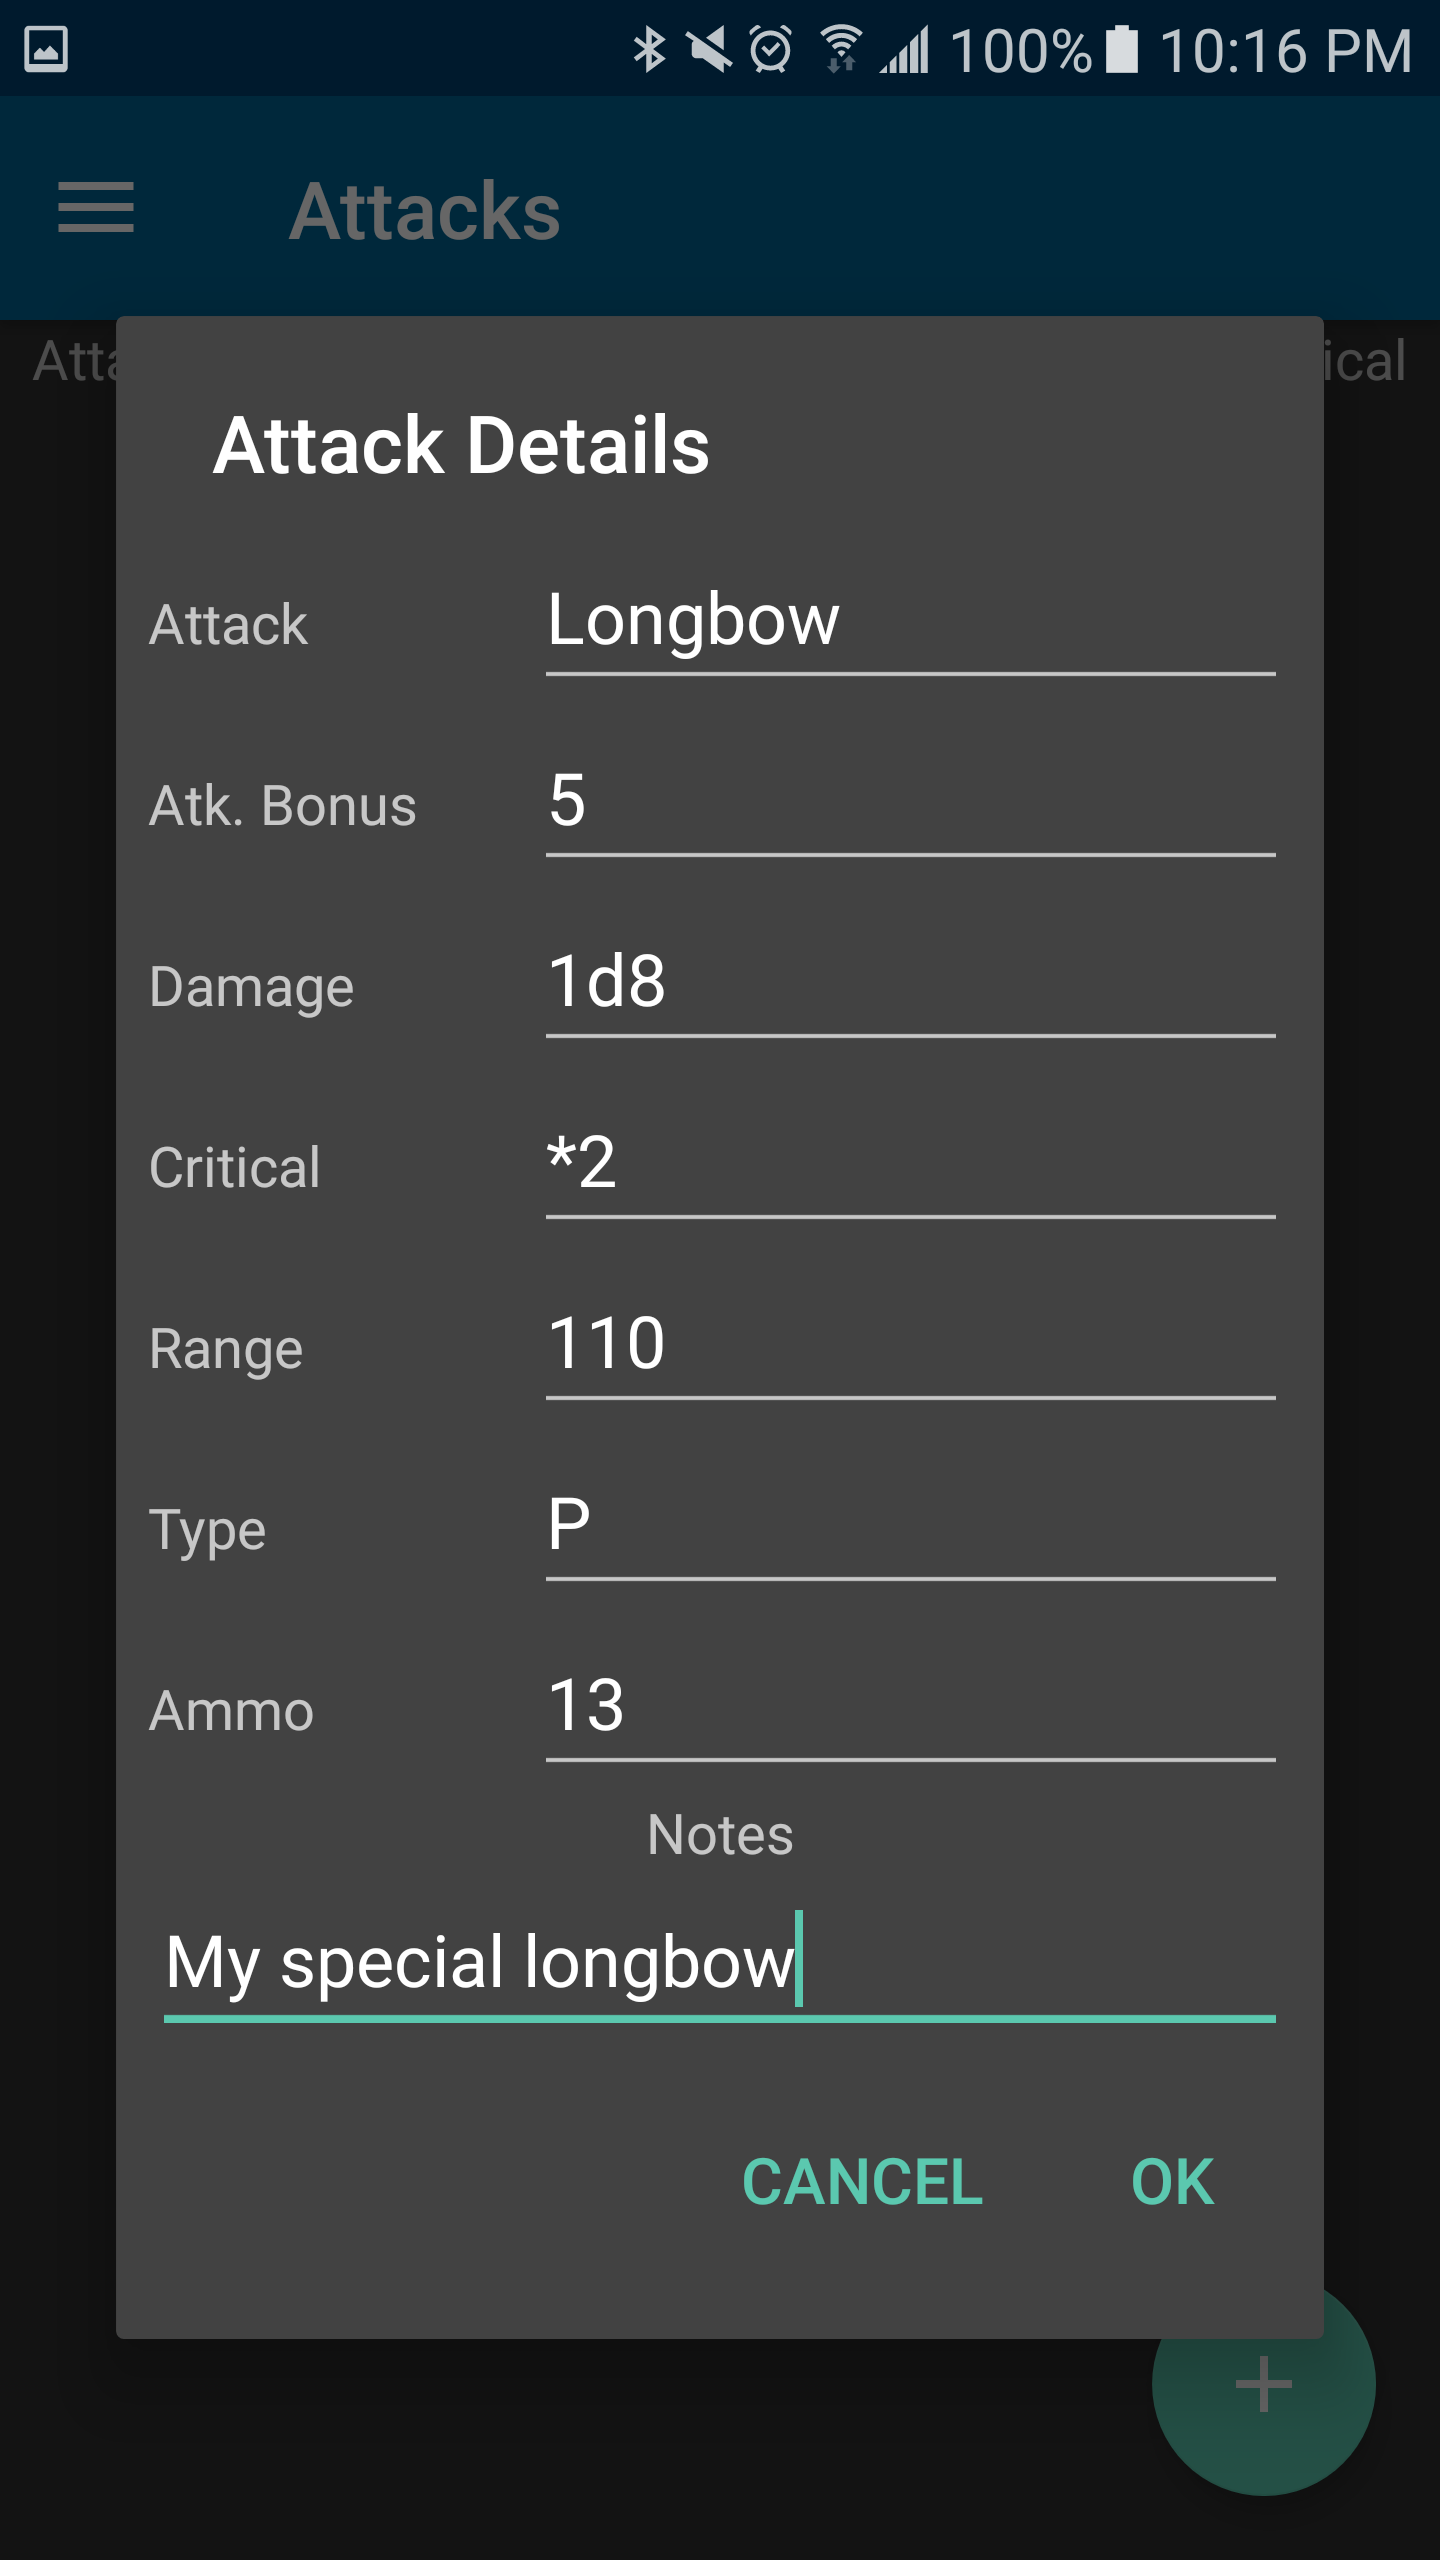 100% 10:16 PM
Attacks
Attack Details
Attack Longbow
Atk. Bonus 5
Damage 1d8
Critical *2
Range 110
Type P
Ammo 13
Notes
My special longbow
CANCEL OK
+